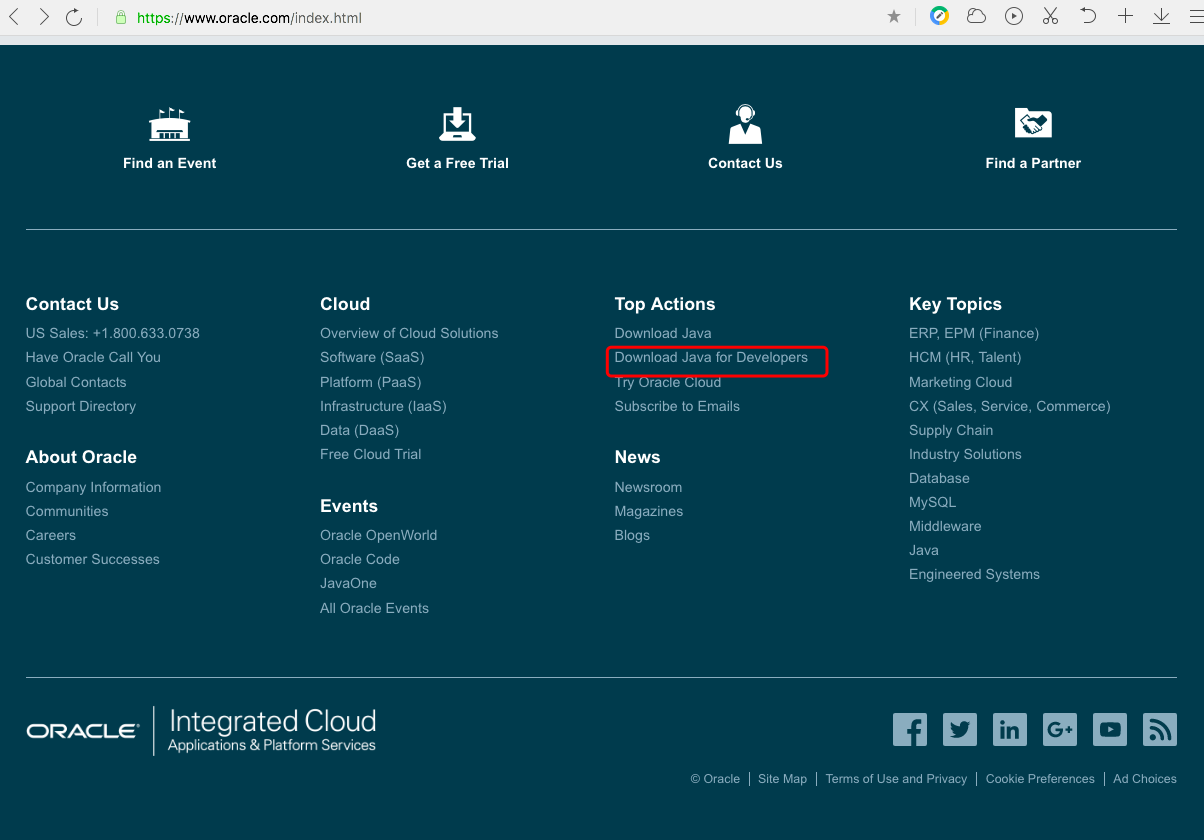 https://www.oracle.com/index.html
Find an Event
Get a Free Trial
Contact Us
Find a Partner
Contact Us
US Sales: +1.800.633.0738
Have Oracle Call You
Global Contacts
Support Directory
About Oracle
Company Information
Communities
Careers
Customer Successes
Cloud
Overview of Cloud Solutions
Software (SaaS)
Platform (PaaS)
Infrastructure (IaaS)
Data (DaaS)
Free Cloud Trial
Events
Oracle OpenWorld
Oracle Code
JavaOne
All Oracle Events
Top Actions
Download Java
Download Java for Developers
Try Oracle Cloud
Subscribe to Emails
News
Newsroom
Magazines
Blogs
Key Topics
ERP, EPM (Finance)
HCM (HR, Talent)
Marketing Cloud
CX (Sales, Service, Commerce)
Supply Chain
Industry Solutions
Database
MySQL
Middleware
Java
Engineered Systems
ORACLE®
Integrated Cloud
Applications & Platform Services
f
in
G+
© Oracle | Site Map | Terms of Use and Privacy | Cookie Preferences | Ad Choices